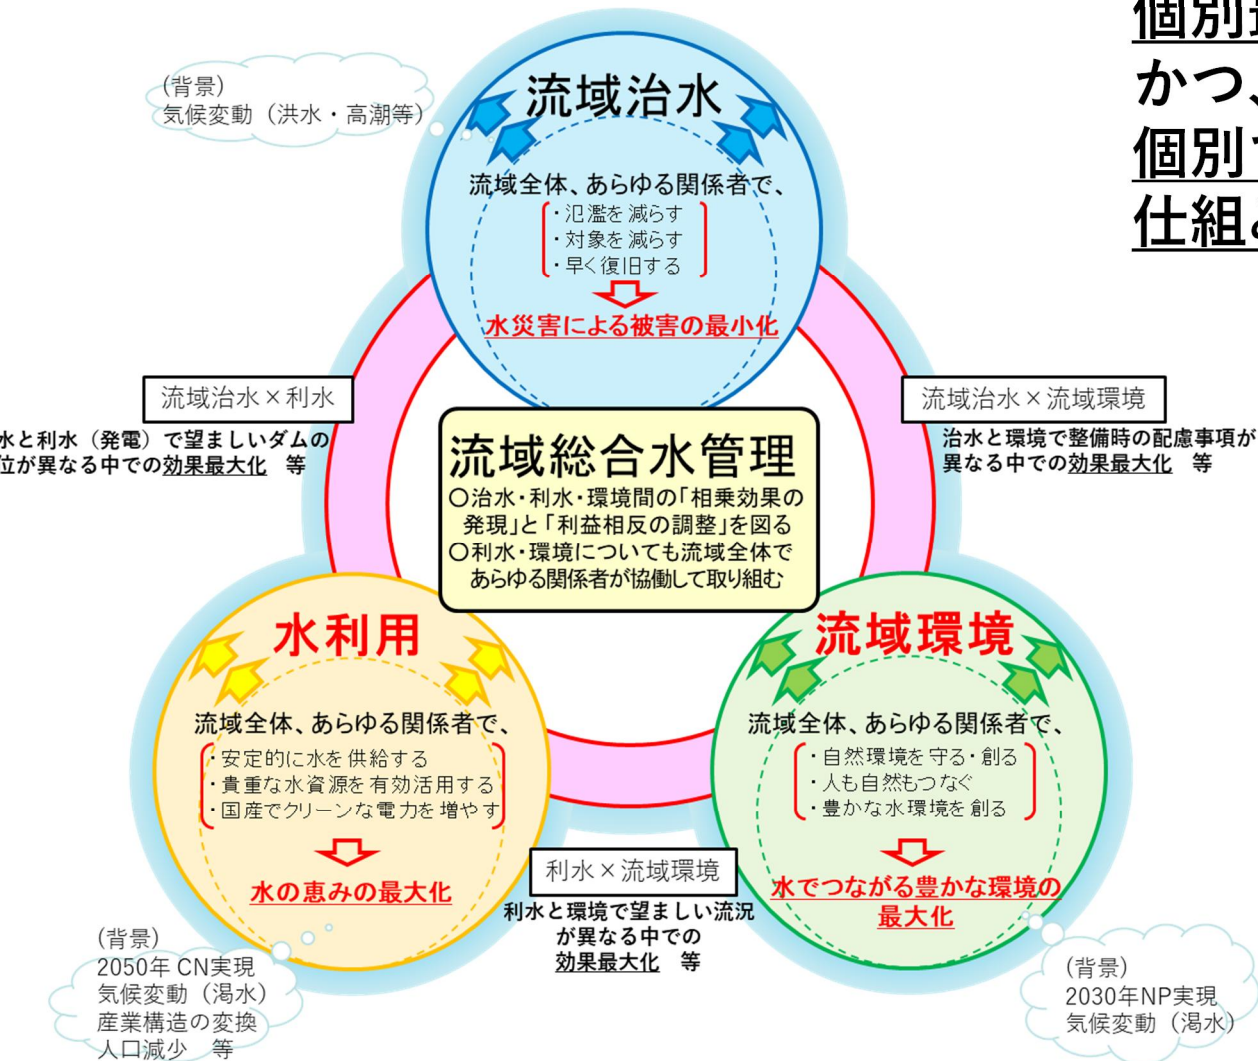 個別
かつ、
個別
仕組
(背景)
気候変動（洪水・高潮等）
流域治水
流域全体、あらゆる関係者で、
・氾濫を減らす
・対象を減らす
・早く復旧する
水災害による被害の最小化
流域治水×利水
水と利水（発電）で望ましいダムの
位が異なる中での効果最大化　等
流域治水×流域環境
治水と環境で整備時の配慮事項が
異なる中での効果最大化　等
流域総合水管理
〇治水・利水・環境間の「相乗効果の
発現」と「利益相反の調整」を図る
〇利水・環境についても流域全体で
あらゆる関係者が協働して取り組む
水利用
流域全体、あらゆる関係者で、
・安定的に水を供給する
・貴重な水資源を有効活用する
・国産でクリーンな電力を増やす
水の恵みの最大化
流域環境
流域全体、あらゆる関係者で、
・自然環境を守る・創る
・人も自然もつなぐ
・豊かな水環境を創る
水でつながる豊かな環境の
最大化
利水×流域環境
利水と環境で望ましい流況
が異なる中での
効果最大化　等
(背景)
2050年 CN実現
気候変動（渇水）
産業構造の変換
人口減少　等
(背景)
2030年NP実現
気候変動（渇水）